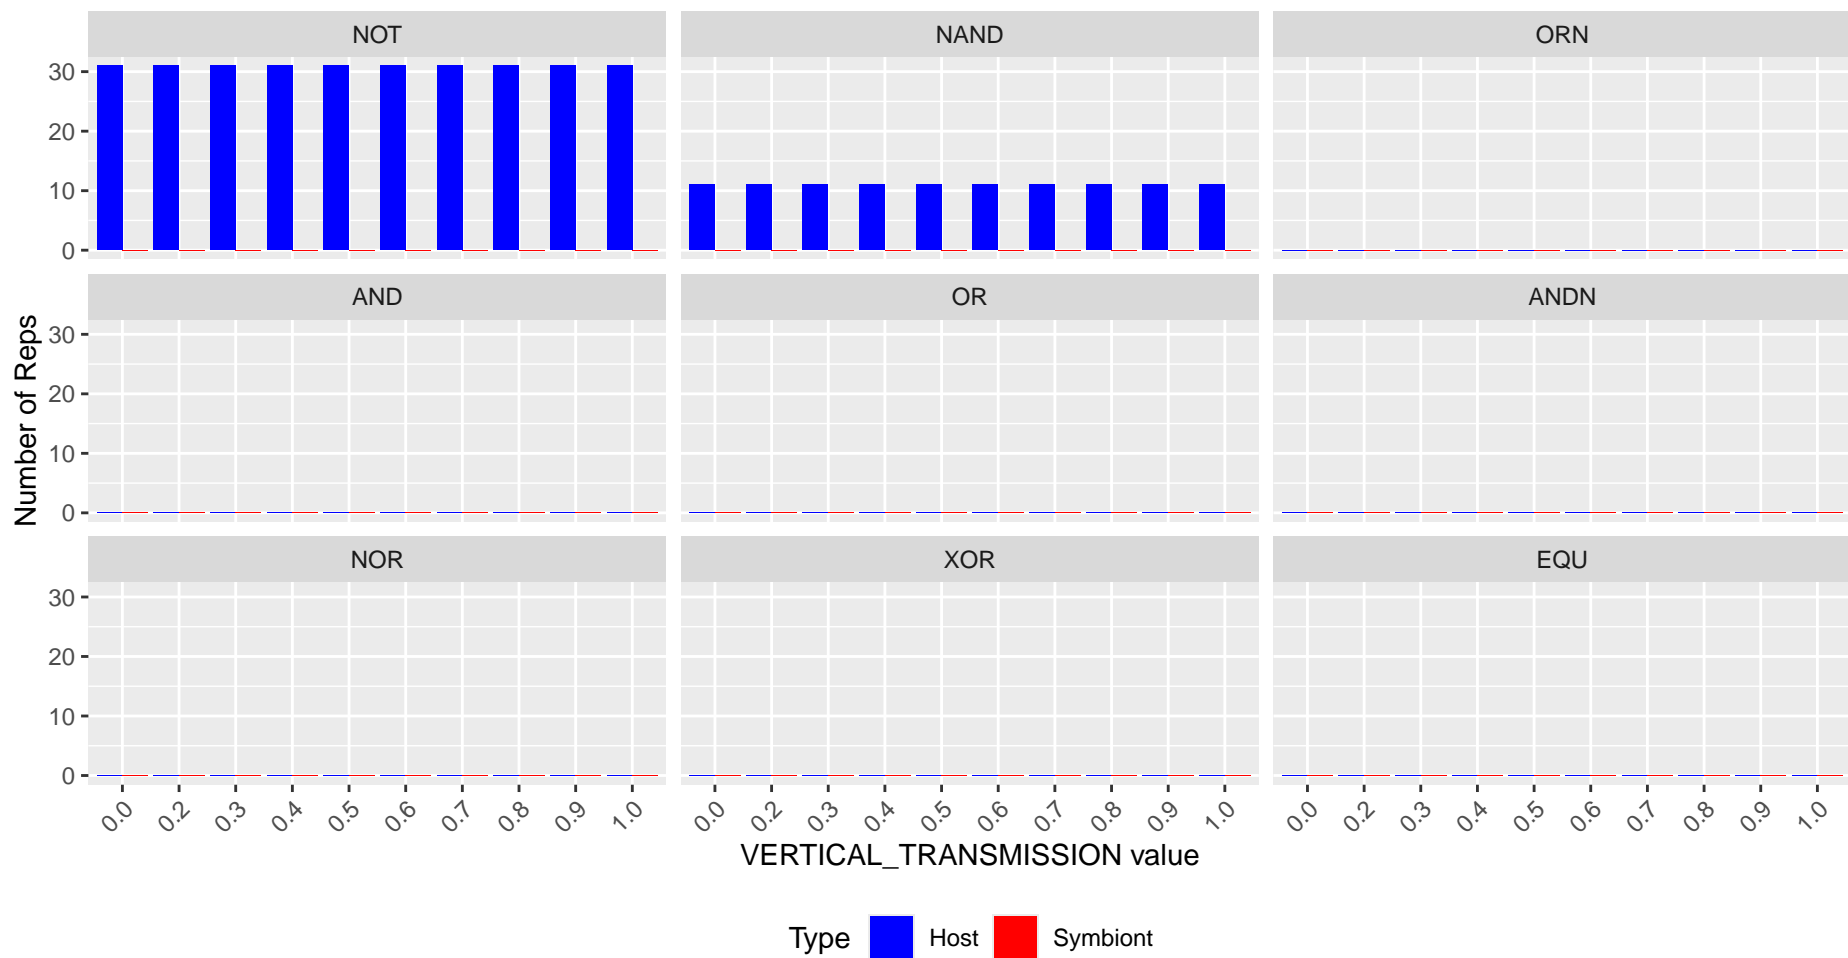 NOT NAND ORN
30
20
10
0
AND OR ANDN
30
20
10
0
Number of Reps
NOR XOR EQU
30
20
10
0
0.0 0.2 0.3 0.4 0.5 0.6 0.7 0.8 0.9 1.0 0.0 0.2 0.3 0.4 0.5 0.6 0.7 0.8 0.9 1.0 0.0 0.2 0.3 0.4 0.5 0.6 0.7 0.8 0.9 1.0
VERTICAL_TRANSMISSION value
Type Host Symbiont